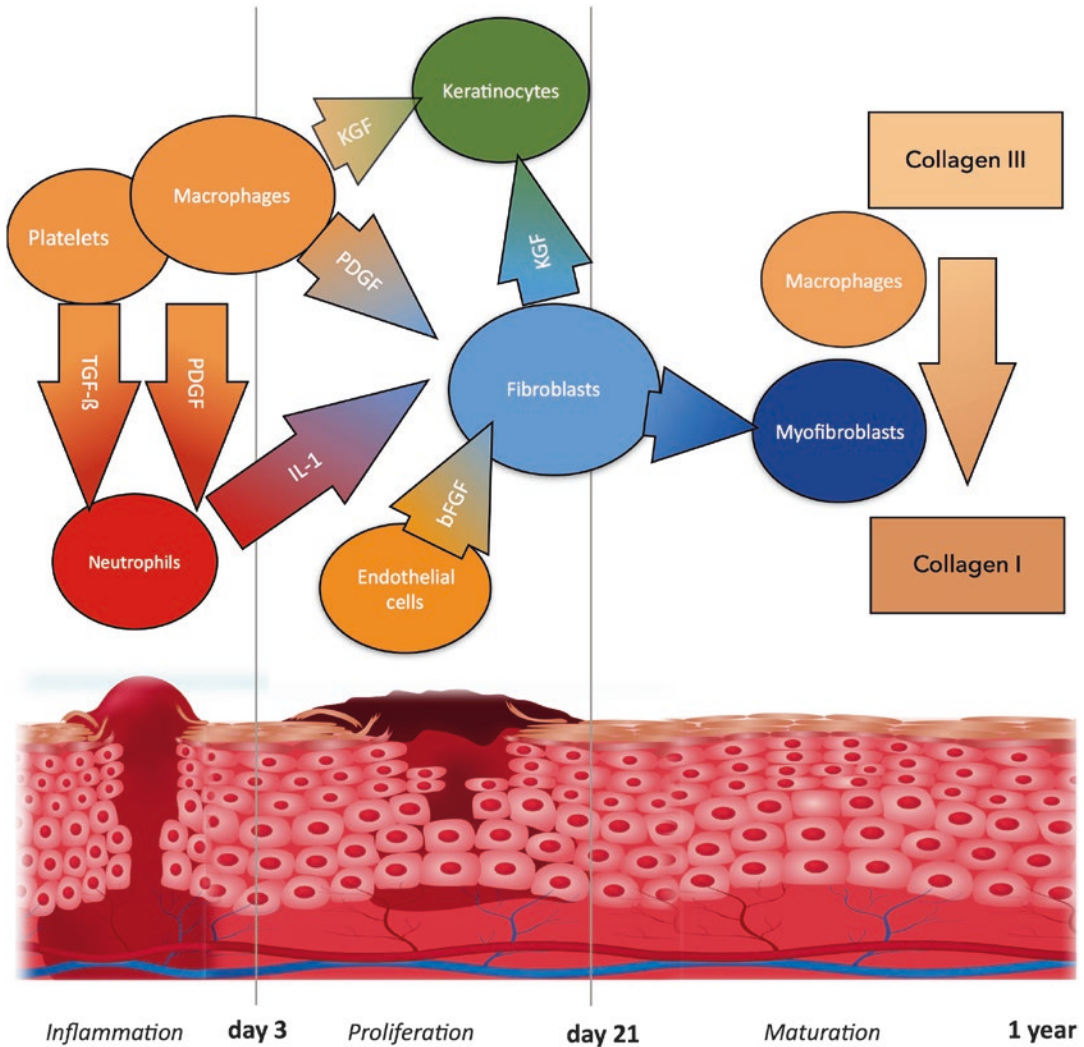 Keratinocytes
KGF
Macrophages
Platelets
PDGF
KGF
TGF-ß
PDGF
IL-1
Fibroblasts
bFGF
Neutrophils
Endothelial
cells
Collagen III
Macrophages
Myofibroblasts
Collagen I
Inflammation
day 3
Proliferation
day 21
Maturation
1 year